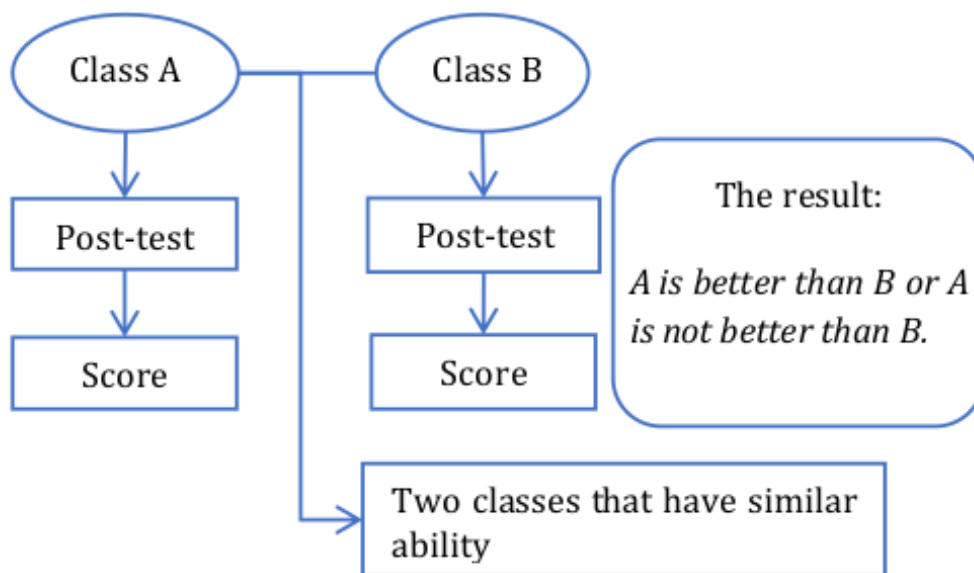 Class A
Class B
Post-test
Post-test
Score
Score
The result:
A is better than B or A
is not better than B.
Two classes that have similar
ability